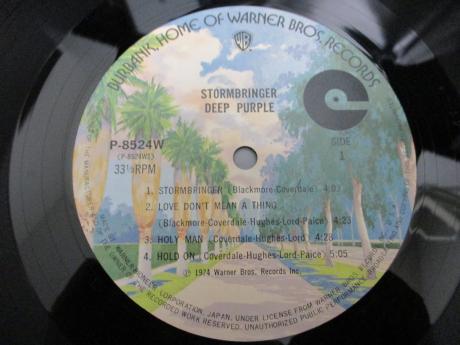 BURBANK, HOME OF WARNER BROS. RECORDS
WB
STORMBRINGER
DEEP PURPLE
e
P-8524W
(P-8524W1)
33⅓RPM
SIDE
1
1. STORMBRINGER (Blackmore-Coverdale) 4:03
2. LOVE DON'T MEAN A THING
(Blackmore-Coverdale-Hughes-Lord-Paice) 4:23
3. HOLY MAN (Coverdale-Hughes-Lord) 4:28
4. HOLD ON (Coverdale-Hughes-Lord-Paice) 5:05
℗ 1974 Warner Bros. Records Inc.
WARNER-PIONEER CORPORATION, JAPAN. UNDER LICENSE FROM WARNER BROS.
RECORDED WORK RESERVED. UNAUTHORIZED PUBLIC PERFORMANCE